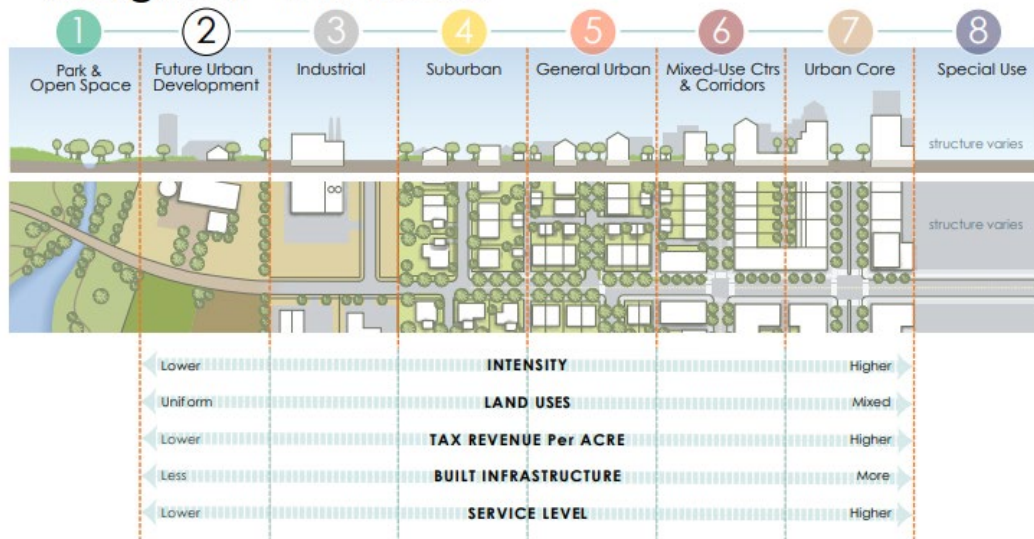 1
2
3
4
5
6
7
8
Park &
Open Space
Future Urban
Development
Industrial
Suburban
General Urban
Mixed-Use Ctrs
& Corridors
Urban Core
Special Use
structure varies
structure varies
Lower INTENSITY Higher
Uniform LAND USES Mixed
Lower TAX REVENUE Per ACRE Higher
Less BUILT INFRASTRUCTURE More
Lower SERVICE LEVEL Higher